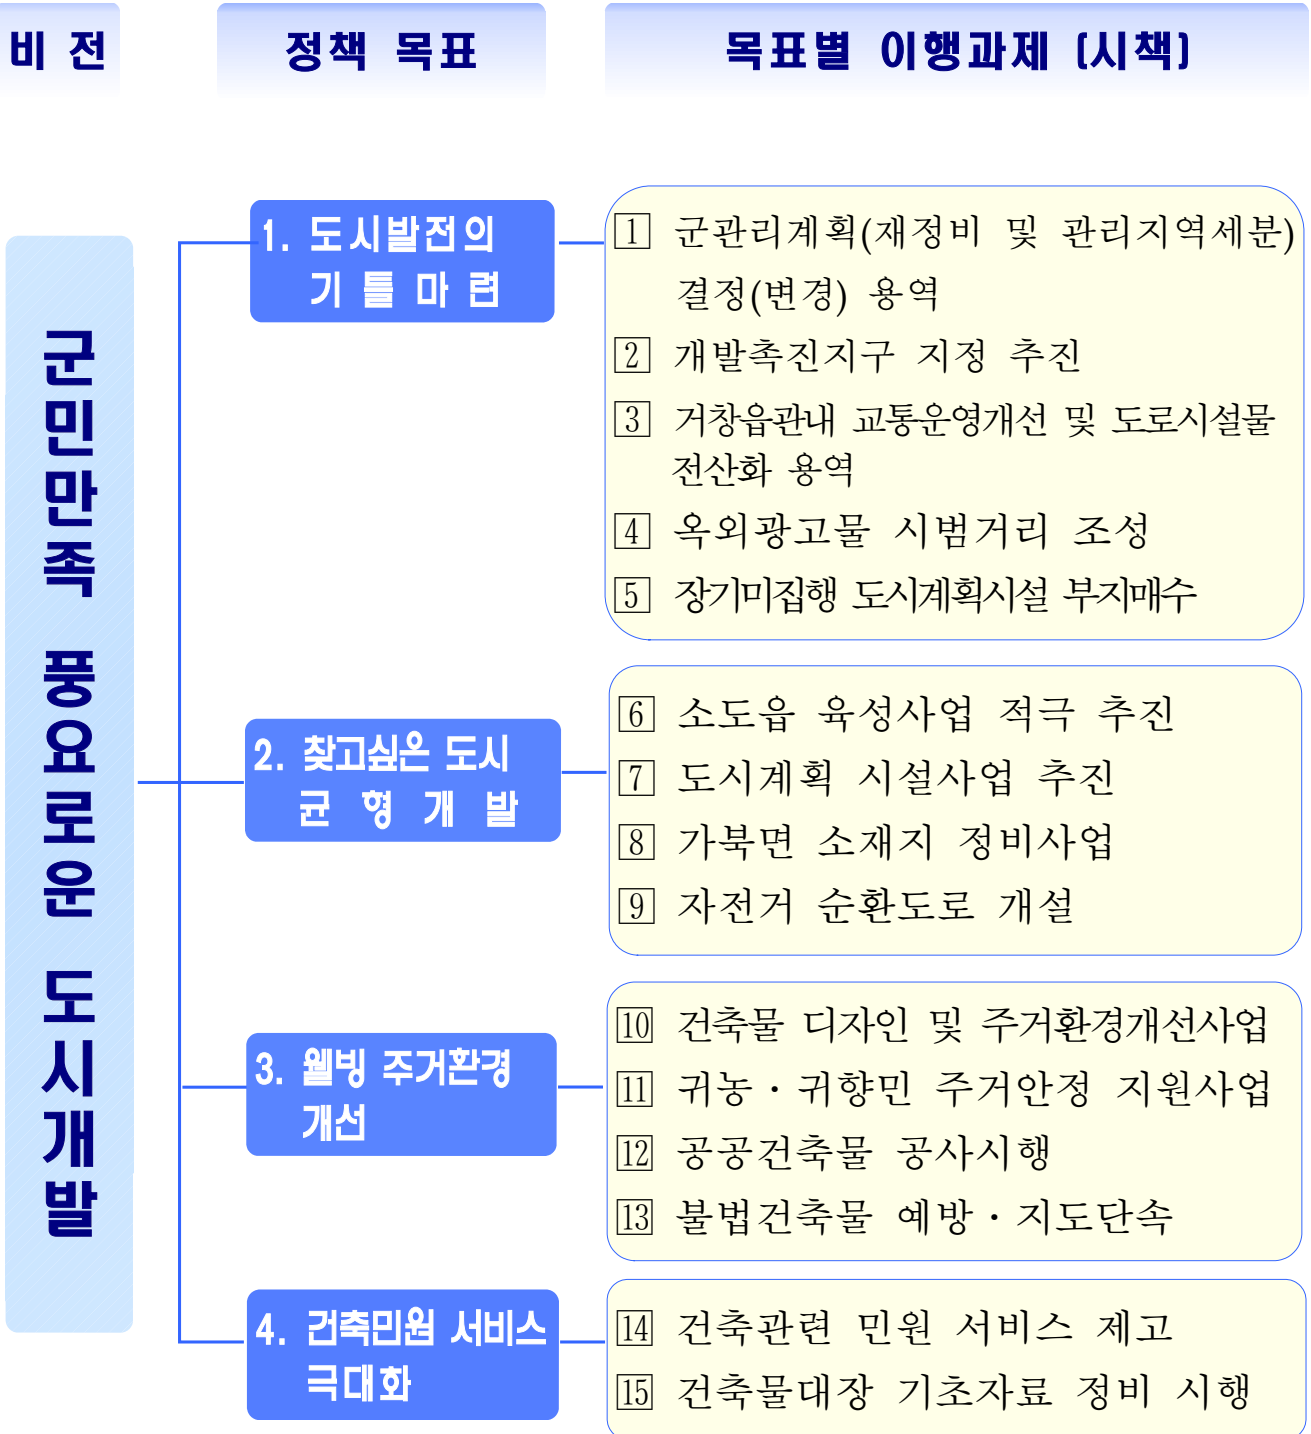 비 전
정책 목표
목표별 이행과제 (시책)
군민만족 풍요로운 도시개발
1. 도시발전의
기 틀 마 련
1 군관리계획(재정비 및 관리지역세분)
결정(변경) 용역
2 개발촉진지구 지정 추진
3 거창읍관내 교통운영개선 및 도로시설물
전산화 용역
4 옥외광고물 시범거리 조성
5 장기미집행 도시계획시설 부지매수
2. 찾고싶은 도시
균 형 개 발
6 소도읍 육성사업 적극 추진
7 도시계획 시설사업 추진
8 가북면 소재지 정비사업
9 자전거 순환도로 개설
3. 웰빙 주거환경
개선
10 건축물 디자인 및 주거환경개선사업
11 귀농·귀향민 주거안정 지원사업
12 공공건축물 공사시행
13 불법건축물 예방·지도단속
4. 건축민원 서비스
극대화
14 건축관련 민원 서비스 제고
15 건축물대장 기초자료 정비 시행